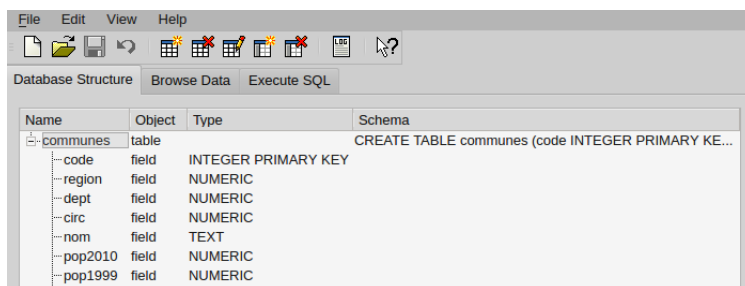 File Edit View Help
LOG ?
Database Structure Browse Data Execute SQL
Name Object Type Schema
communes table CREATE TABLE communes (code INTEGER PRIMARY KE...
code field INTEGER PRIMARY KEY
region field NUMERIC
dept field NUMERIC
circ field NUMERIC
nom field TEXT
pop2010 field NUMERIC
pop1999 field NUMERIC